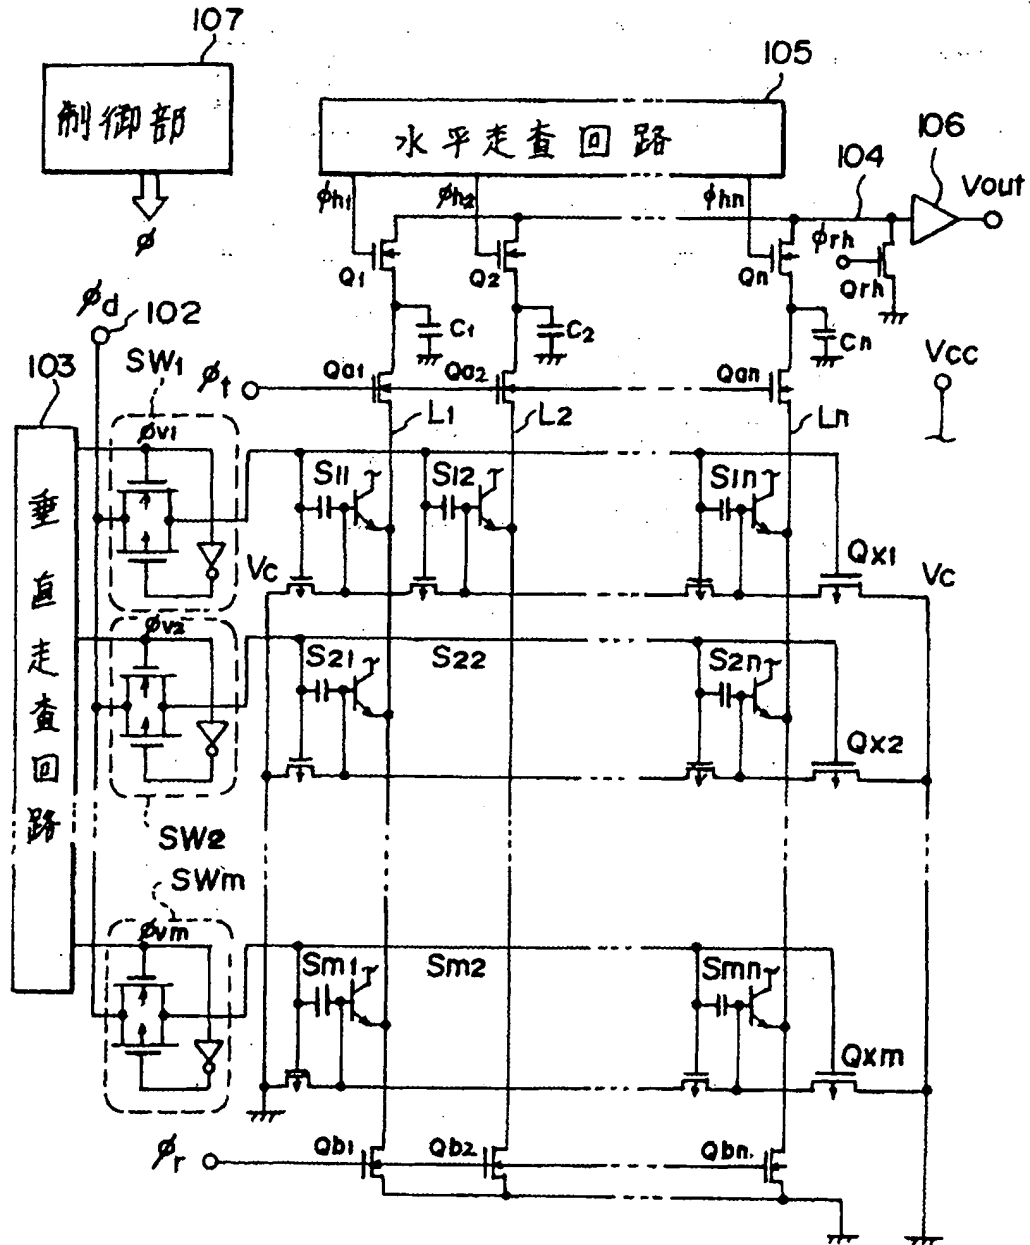 107
制御部
ø
105
水平走査回路
øh1
øh2
øhn
104
106
Vout
Q1
Q2
Qn
ørh
Qrh
C1
C2
Cn
Vcc
ød
102
103
SW1
øt
Qa1
Qa2
Qan
L1
L2
Ln
垂直走査回路
øv1
S11
S12
S1n
Vc
Qx1
Vc
øv2
S21
S22
S2n
Qx2
SW2
SWm
øvm
Sm1
Sm2
Smn
Qxm
ør
Qb1
Qb2
Qbn